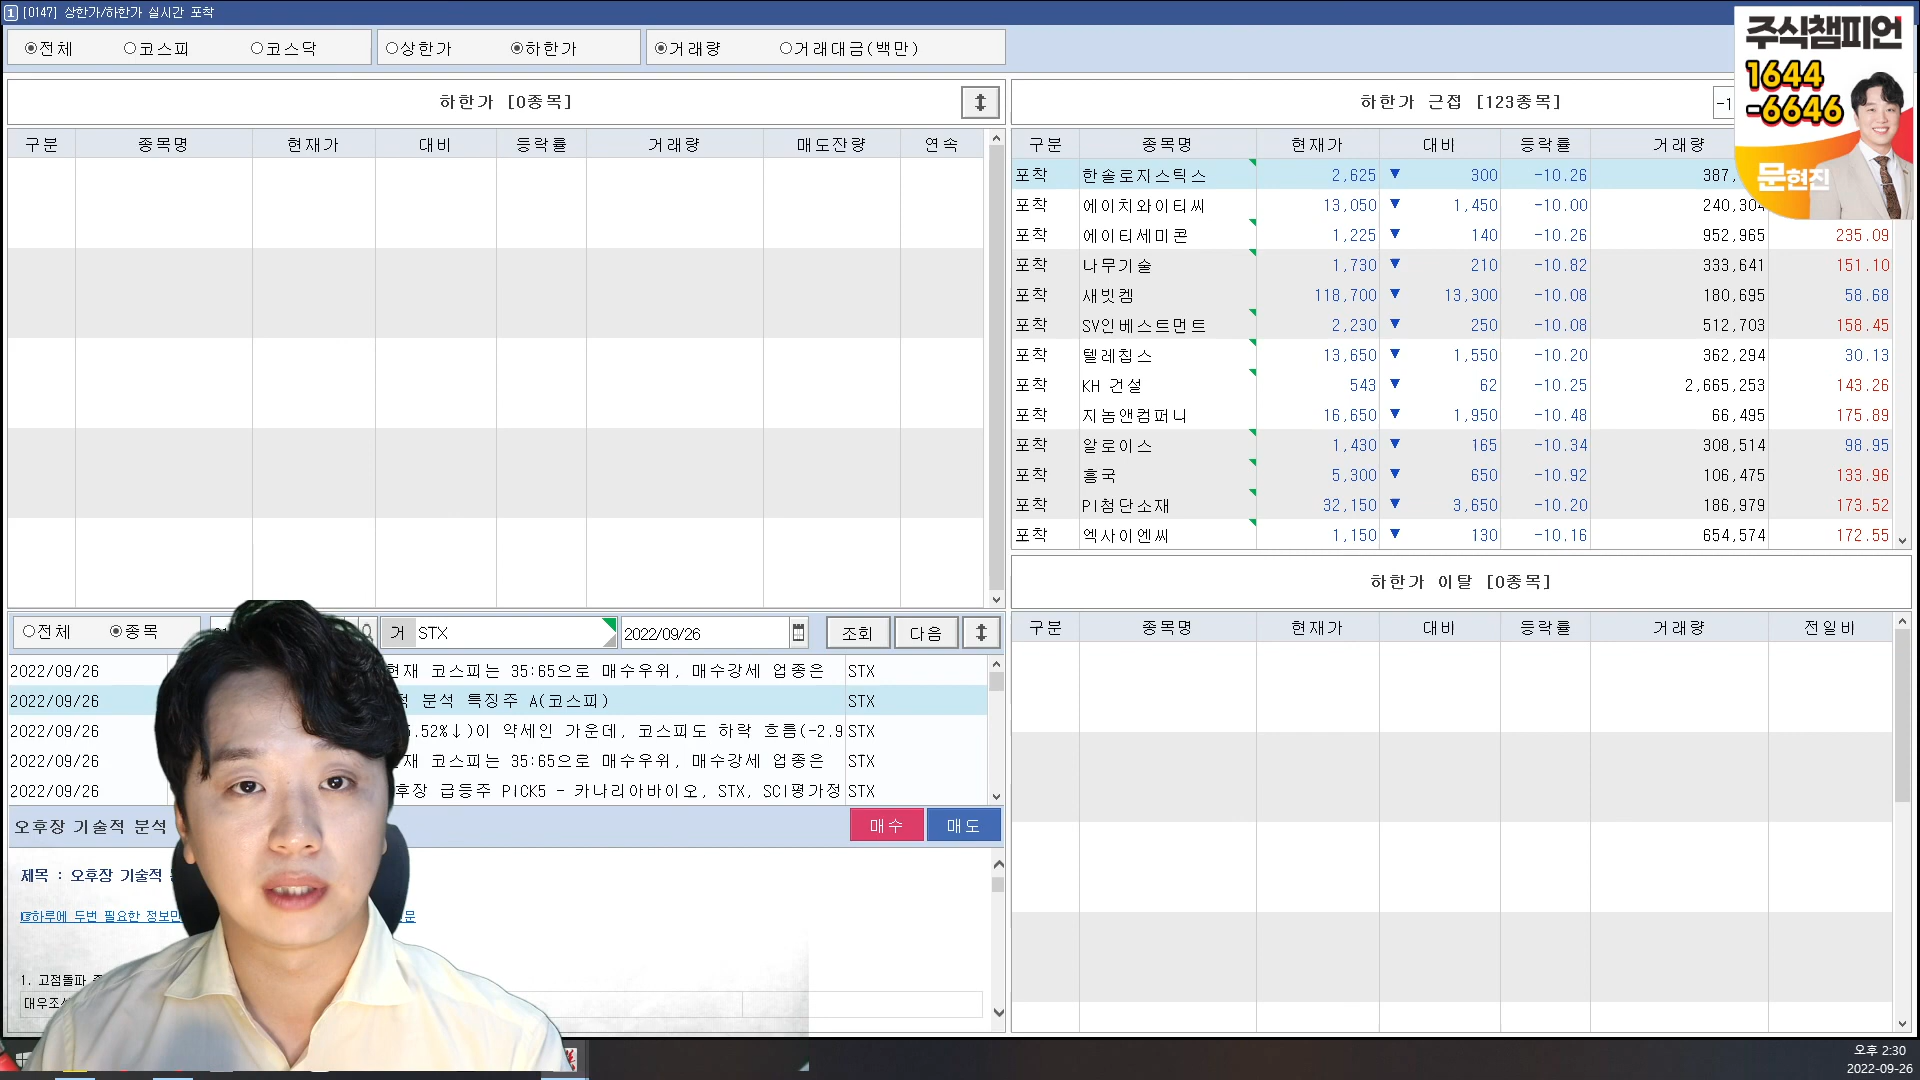 1 [0147] 상한가/하한가 실시간 포착
전체 코스피 코스닥 상한가 하한가 거래량 거래대금(백만)
하한가 [0종목]
구분 종목명 현재가 대비 등락률 거래량 매도잔량 연속
하한가 근접 [123종목] -1
구분 종목명 현재가 대비 등락률 거래량
포착 한솔로지스틱스 2,625 ▼ 300 -10.26 387,
포착 에이치와이티씨 13,050 ▼ 1,450 -10.00 240,304
포착 에이티세미콘 1,225 ▼ 140 -10.26 952,965 235.09
포착 나무기술 1,730 ▼ 210 -10.82 333,641 151.10
포착 새빗켐 118,700 ▼ 13,300 -10.08 180,695 58.68
포착 SV인베스트먼트 2,230 ▼ 250 -10.08 512,703 158.45
포착 텔레칩스 13,650 ▼ 1,550 -10.20 362,294 30.13
포착 KH 건설 543 ▼ 62 -10.25 2,665,253 143.26
포착 지놈앤컴퍼니 16,650 ▼ 1,950 -10.48 66,495 175.89
포착 알로이스 1,430 ▼ 165 -10.34 308,514 98.95
포착 흥국 5,300 ▼ 650 -10.92 106,475 133.96
포착 PI첨단소재 32,150 ▼ 3,650 -10.20 186,979 173.52
포착 엑사이엔씨 1,150 ▼ 130 -10.16 654,574 172.55
하한가 이탈 [0종목]
구분 종목명 현재가 대비 등락률 거래량 전일비
주식챔피언
1644
-6646
문현진
전체 종목 거 STX 2022/09/26 조회 다음
2022/09/26 현재 코스피는 35:65으로 매수우위, 매수강세 업종은 STX
2022/09/26 분석 특징주 A(코스피) STX
2022/09/26 .52%↓)이 약세인 가운데, 코스피도 하락 흐름(-2.9 STX
2022/09/26 재 코스피는 35:65으로 매수우위, 매수강세 업종은 STX
2022/09/26 후장 급등주 PICK5 - 카나리아바이오, STX, SCI평가정 STX
오후장 기술적 분석 매수 매도
제목 : 오후장 기술적
☞하루에 두번 필요한 정보만 문
1. 고점돌파
대우조선
오후 2:30
2022-09-26